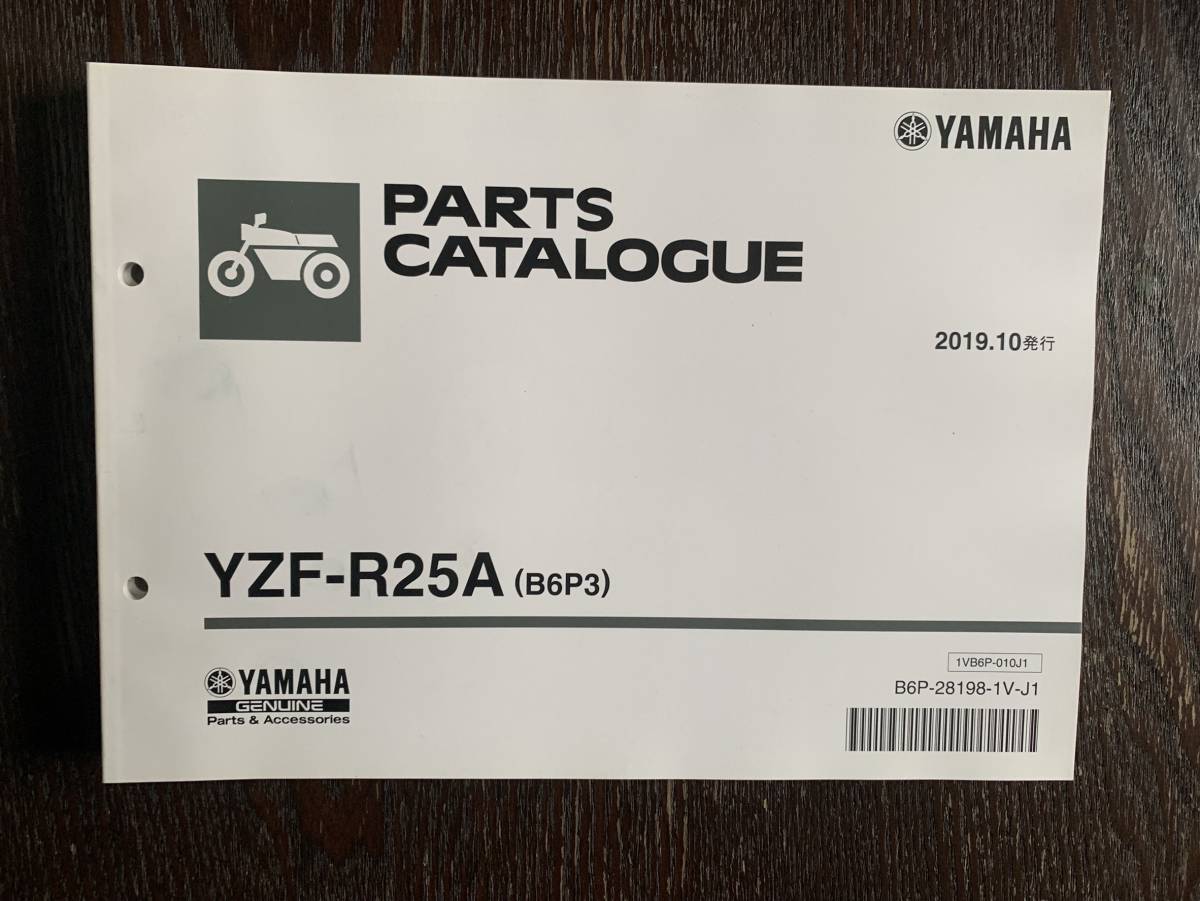 YAMAHA
PARTS
CATALOGUE
2019.10発行
YZF-R25A (B6P3)
1VB6P-010J1
B6P-28198-1V-J1
YAMAHA
GENUINE
Parts & Accessories